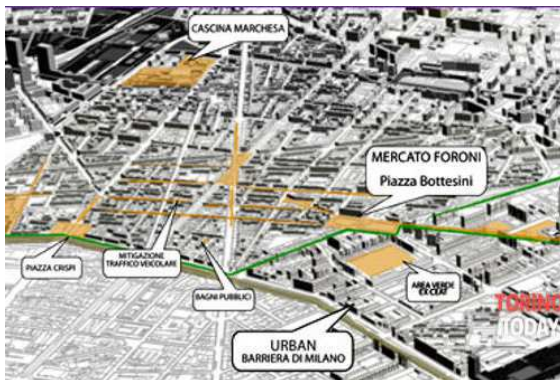 CASCINA MARCHESA
MERCATO FORONI
Piazza Bottesini
PIAZZA CRISPI
MITIGAZIONE
TRAFFICO VEICOLARE
BAGNI PUBBLICI
AREA VERDE
EX CEAT
URBAN
BARRIERA DI MILANO
TORINO
TODAY